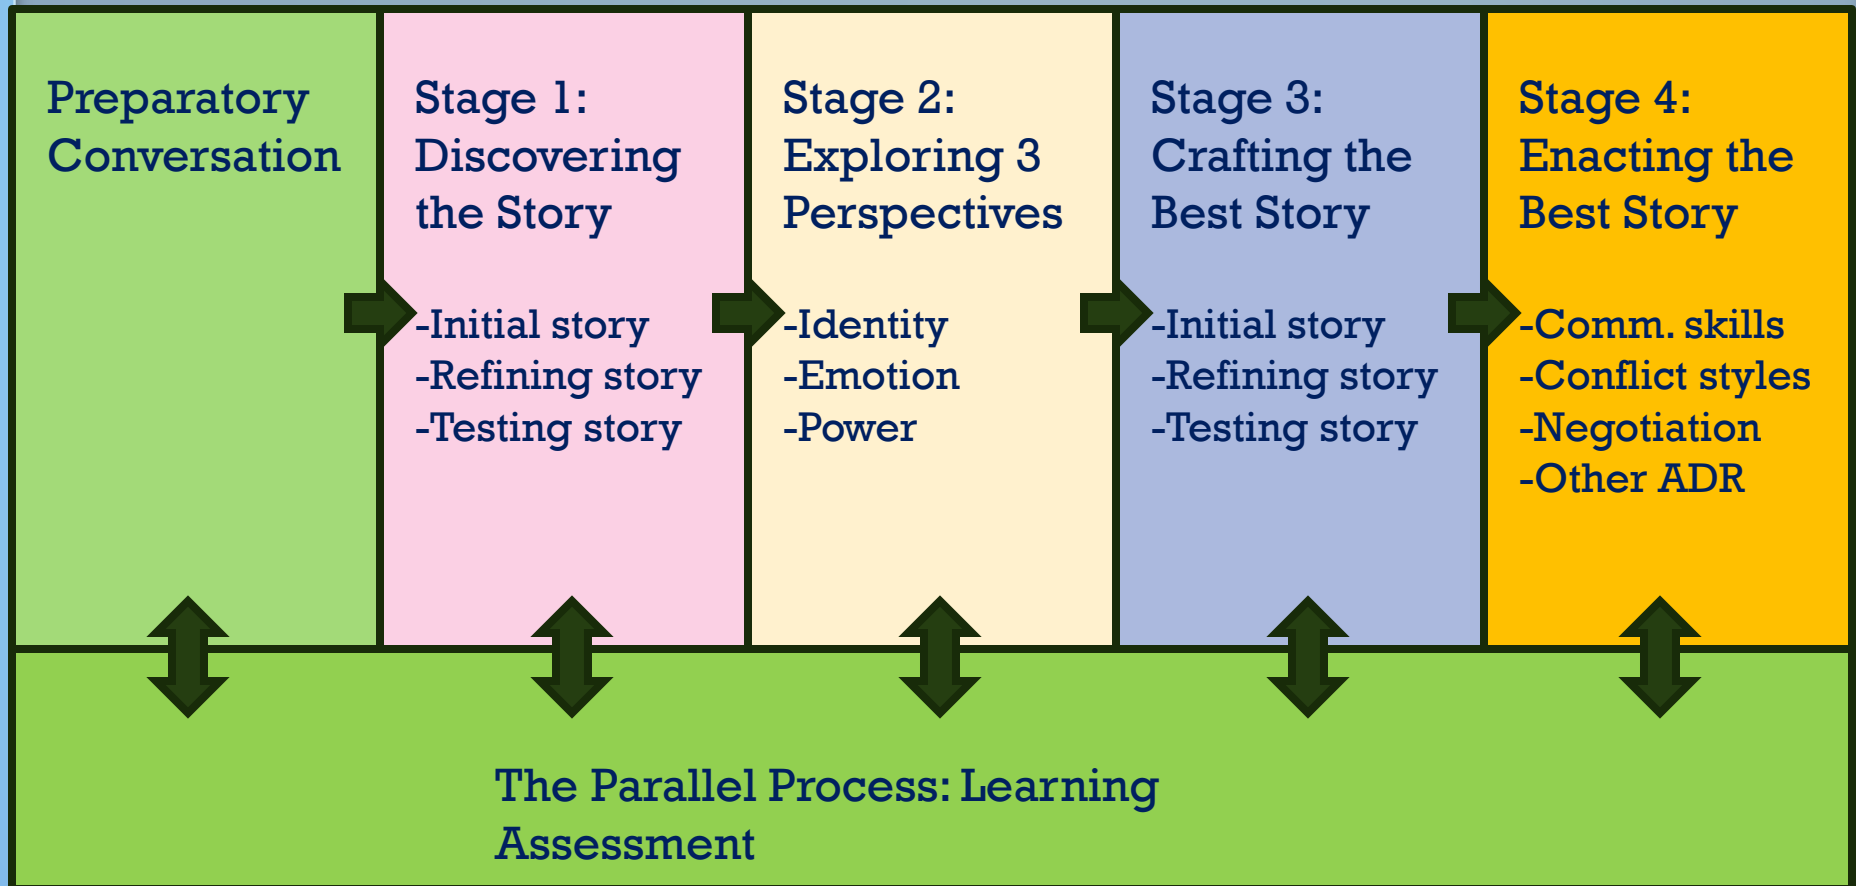 Preparatory
Conversation
Stage 1:
Discovering
the Story
-Initial story
-Refining story
-Testing story
Stage 2:
Exploring 3
Perspectives
-Identity
-Emotion
-Power
Stage 3:
Crafting the
Best Story
-Initial story
-Refining story
-Testing story
Stage 4:
Enacting the
Best Story
-Comm. skills
-Conflict styles
-Negotiation
-Other ADR
The Parallel Process: Learning
Assessment